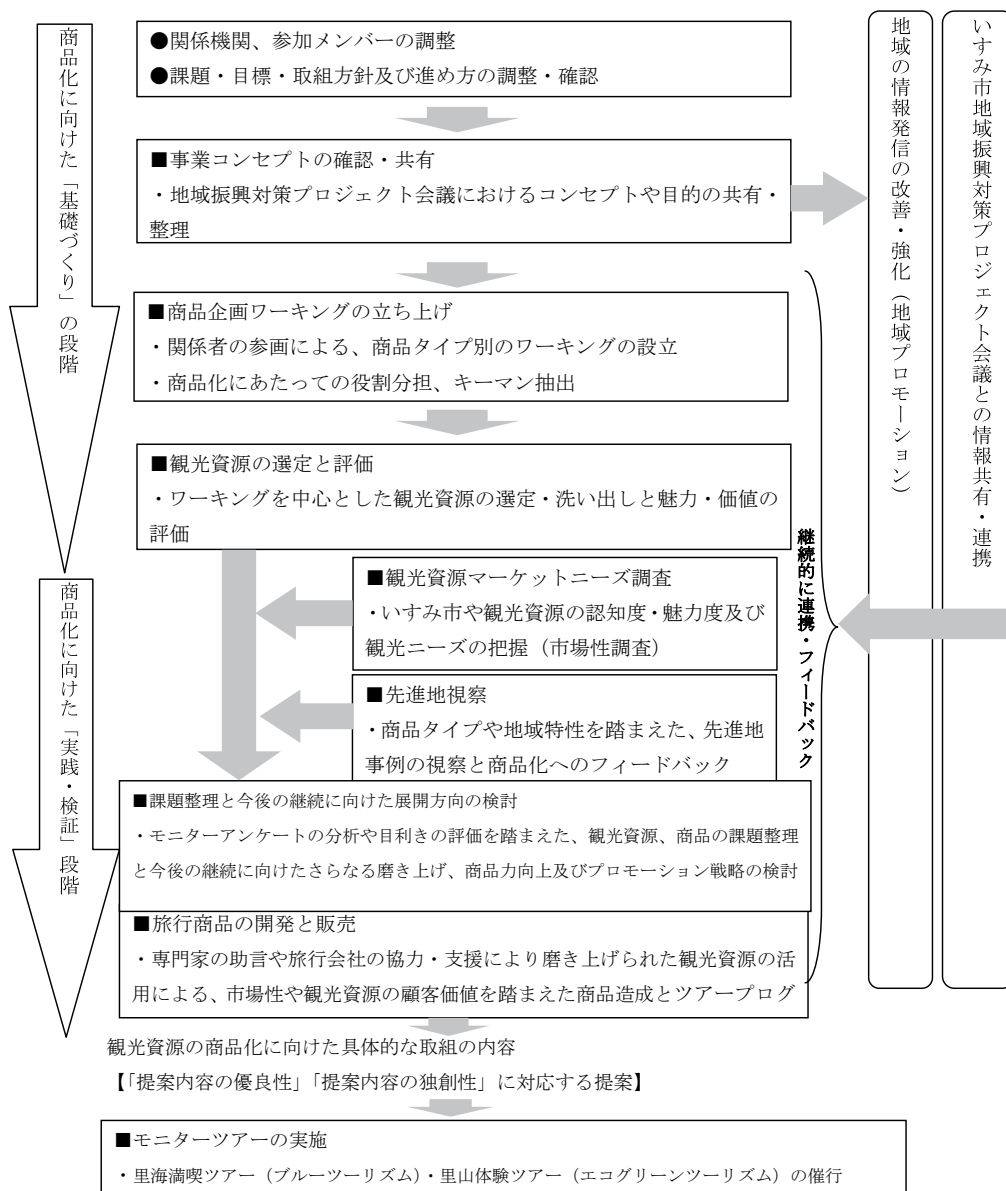 商品化に向けた「基礎づくり」の段階
●関係機関、参加メンバーの調整
●課題・目標・取組方針及び進め方の調整・確認
■事業コンセプトの確認・共有
・地域振興対策プロジェクト会議におけるコンセプトや目的の共有・
整理
■商品企画ワーキングの立ち上げ
・関係者の参画による、商品タイプ別のワーキングの設立
・商品化にあたっての役割分担、キーマン抽出
■観光資源の選定と評価
・ワーキングを中心とした観光資源の選定・洗い出しと魅力・価値の
評価
商品化に向けた「実践・検証」段階
■観光資源マーケットニーズ調査
・いすみ市や観光資源の認知度・魅力度及び
観光ニーズの把握（市場性調査）
■先進地視察
・商品タイプや地域特性を踏まえた、先進地
事例の視察と商品化へのフィードバック
■課題整理と今後の継続に向けた展開方向の検討
・モニターアンケートの分析や目利きの評価を踏まえた、観光資源、商品の課題整理
と今後の継続に向けたさらなる磨き上げ、商品力向上及びプロモーション戦略の検討
■旅行商品の開発と販売
・専門家の助言や旅行会社の協力・支援により磨き上げられた観光資源の活
用による、市場性や観光資源の顧客価値を踏まえた商品造成とツアープログ
継続的に連携・フィードバック
地域の情報発信の改善・強化（地域プロモーション）
いすみ市地域振興対策プロジェクト会議との情報共有・連携
観光資源の商品化に向けた具体的な取組の内容
【「提案内容の優良性」「提案内容の独創性」に対応する提案】
■モニターツアーの実施
・里海満喫ツアー（ブルーツーリズム）・里山体験ツアー（エコグリーンツーリズム）の催行